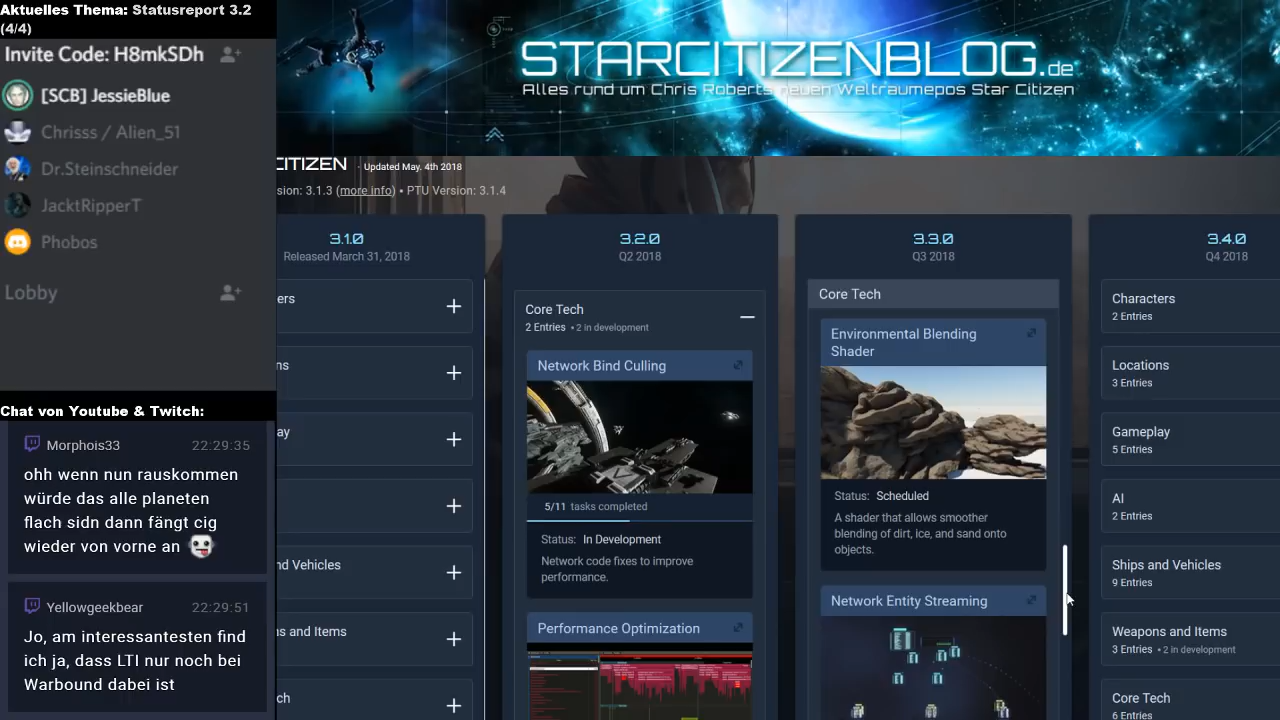 Aktuelles Thema: Statusreport 3.2
(4/4)
Invite Code: H8mkSDh
[SCB] JessieBlue
Chrisss / Alien_51
Dr.Steinschneider
JacktRipperT
Phobos
Lobby
Chat von Youtube & Twitch:
Morphois33 22:29:35
ohh wenn nun rauskommen
würde das alle planeten
flach sidn dann fängt cig
wieder von vorne an
Yellowgeekbear 22:29:51
Jo, am interessantesten find
ich ja, dass LTI nur noch bei
Warbound dabei ist
STARCITIZENBLOG.de
Alles rund um Chris Roberts neuen Weltraumepos Star Citizen
CITIZEN · Updated May. 4th 2018
sion: 3.1.3 (more info) • PTU Version: 3.1.4
3.1.0
Released March 31, 2018
ers
ns
ay
nd Vehicles
ns and Items
ch
3.2.0
Q2 2018
Core Tech
2 Entries • 2 in development
Network Bind Culling
5/11 tasks completed
Status: In Development
Network code fixes to improve
performance.
Performance Optimization
3.3.0
Q3 2018
Core Tech
Environmental Blending
Shader
Status: Scheduled
A shader that allows smoother
blending of dirt, ice, and sand onto
objects.
Network Entity Streaming
3.4.0
Q4 2018
Characters
2 Entries
Locations
3 Entries
Gameplay
5 Entries
AI
2 Entries
Ships and Vehicles
9 Entries
Weapons and Items
3 Entries • 2 in development
Core Tech
6 Entries